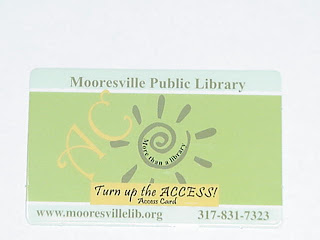 Mooresville Public Library
AC
More than a library
Turn up the ACCESS!
Access Card
www.mooresvillelib.org 317-831-7323